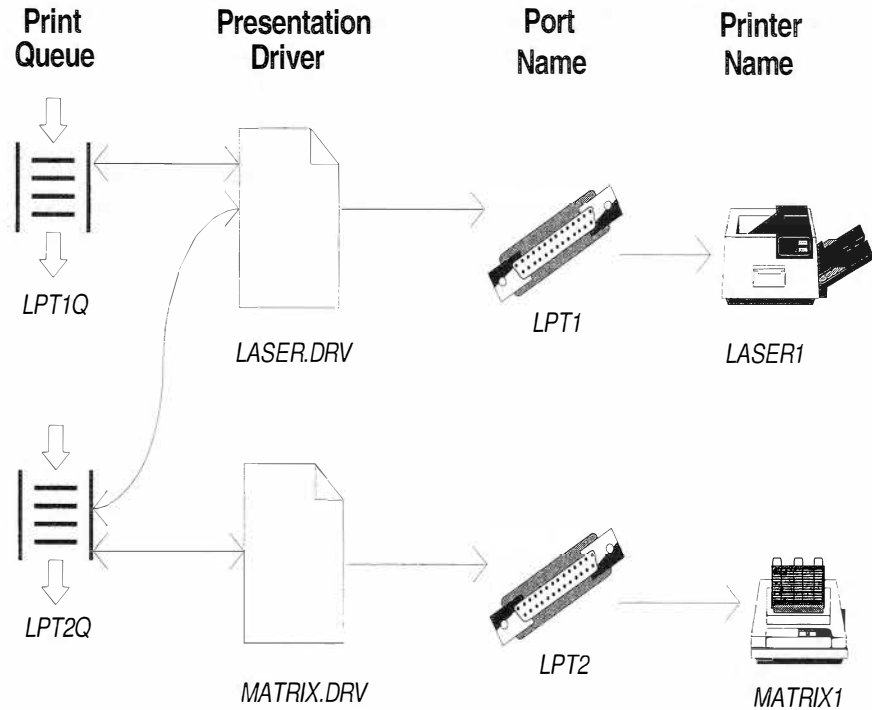 Print
Queue
Presentation
Driver
Port
Name
Printer
Name
LPT1Q
LASER.DRV
LPT1
LASER1
LPT2Q
MATRIX.DRV
LPT2
MATRIX1